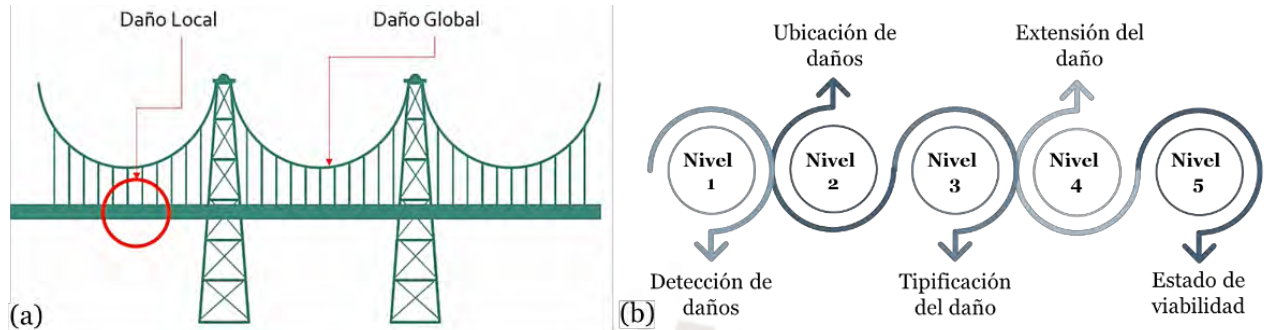 Daño Local
Daño Global
(a)
Ubicación de
daños
Extensión del
daño
Nivel
1
Nivel
2
Nivel
3
Nivel
4
Nivel
5
Detección de
daños
Tipificación
del daño
Estado de
viabilidad
(b)